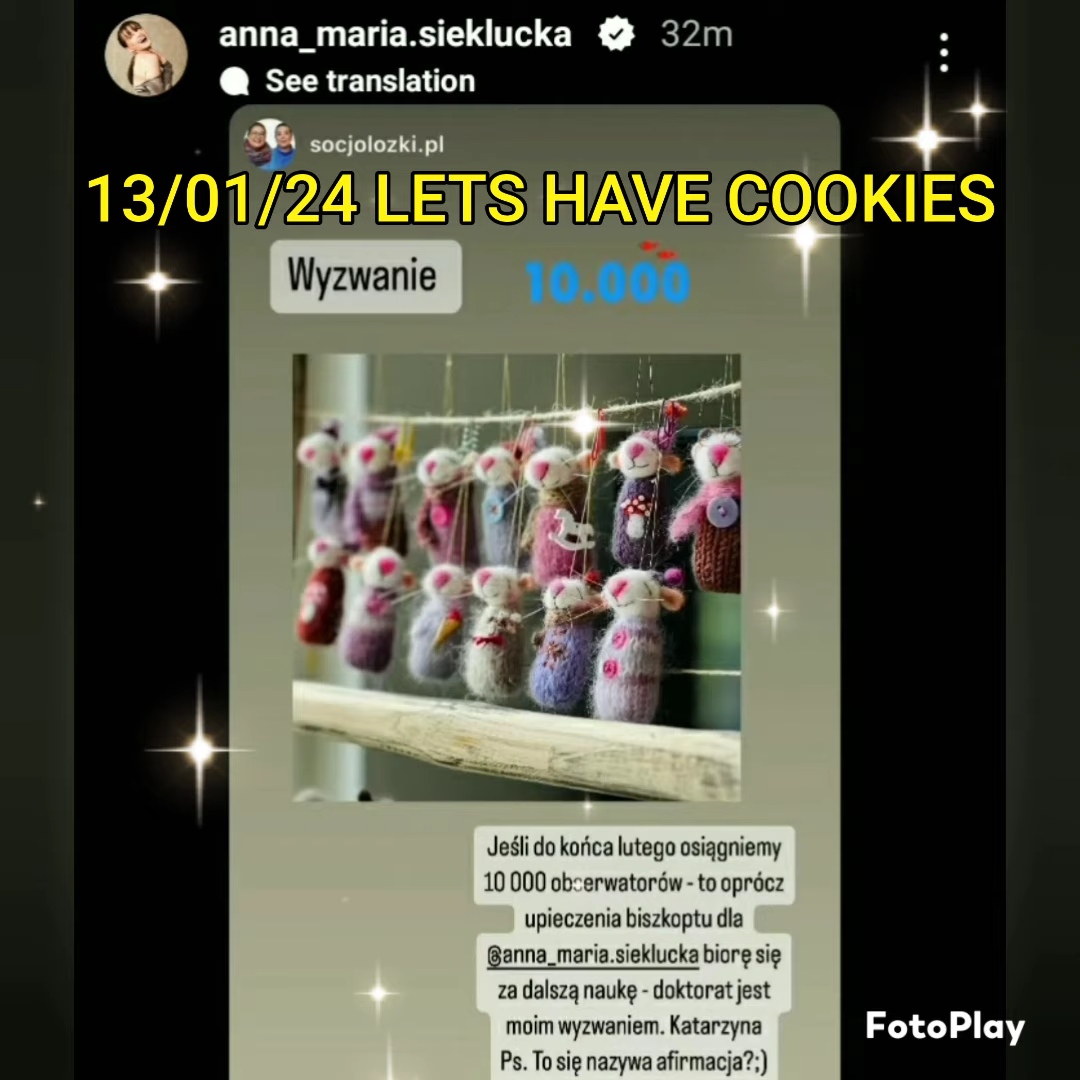 anna_maria.sieklucka 32m
See translation
socjolozki.pl
13/01/24 LETS HAVE COOKIES
Wyzwanie 10.000
Jeśli do końca lutego osiągniemy
10 000 obserwatorów - to oprócz
upieczenia biszkoptu dla
@anna_maria.sieklucka biorę się
za dalszą naukę - doktorat jest
moim wyzwaniem. Katarzyna
Ps. To się nazywa afirmacja?;)
FotoPlay